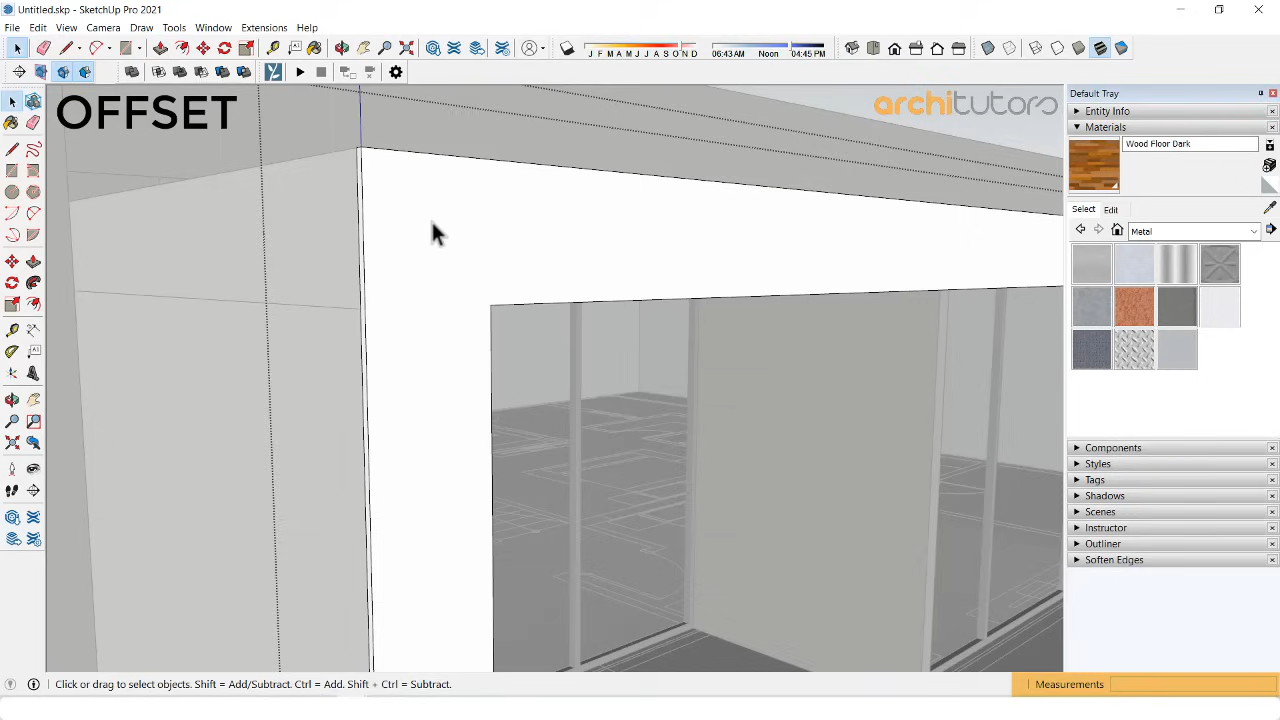 Untitled.skp - SketchUp Pro 2021
File Edit View Camera Draw Tools Window Extensions Help
J F M A M J J A S O N D
06:43 AM Noon 04:45 PM
OFFSET
architutors
Default Tray
Entity Info
Materials
Wood Floor Dark
Select Edit
Metal
Components
Styles
Tags
Shadows
Scenes
Instructor
Outliner
Soften Edges
Click or drag to select objects. Shift = Add/Subtract. Ctrl = Add. Shift + Ctrl = Subtract.
Measurements